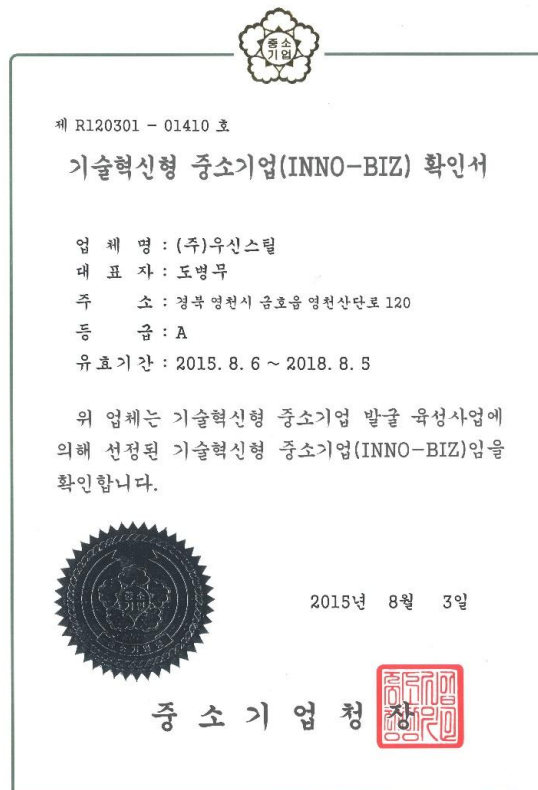 중소
기업
제 R120301 - 01410 호
기술혁신형 중소기업(INNO-BIZ) 확인서
업 체 명 : (주)우신스틸
대 표 자 : 도병무
주 소 : 경북 영천시 금호읍 영천산단로 120
등 급 : A
유효기간 : 2015. 8. 6 ~ 2018. 8. 5
위 업체는 기술혁신형 중소기업 발굴 육성사업에
의해 선정된 기술혁신형 중소기업(INNO-BIZ)임을
확인합니다.
중소
기업
2015년 8월 3일
중 소 기 업 청 장